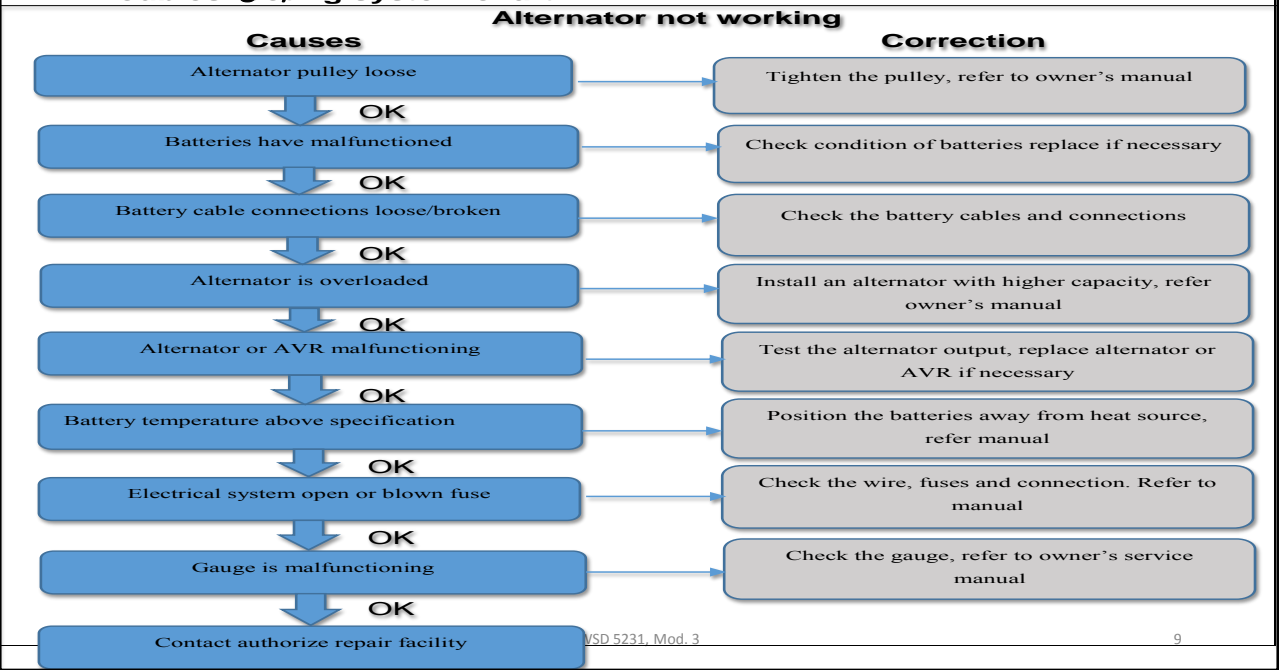 Alternator not working
Causes
Correction
Alternator pulley loose
Tighten the pulley, refer to owner's manual
OK
Batteries have malfunctioned
Check condition of batteries replace if necessary
OK
Battery cable connections loose/broken
Check the battery cables and connections
OK
Alternator is overloaded
Install an alternator with higher capacity, refer
owner's manual
OK
Alternator or AVR malfunctioning
Test the alternator output, replace alternator or
AVR if necessary
OK
Battery temperature above specification
Position the batteries away from heat source,
refer manual
OK
Electrical system open or blown fuse
Check the wire, fuses and connection. Refer to
manual
OK
Gauge is malfunctioning
Check the gauge, refer to owner's service
manual
OK
Contact authorize repair facility
5231, Mod. 3
9